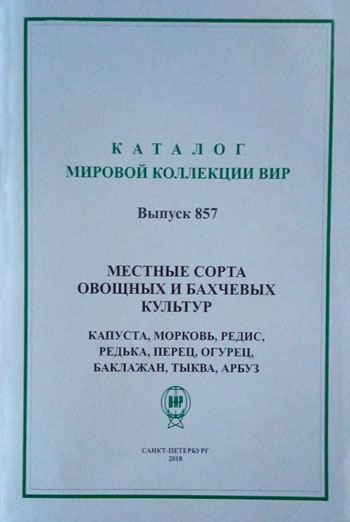 КАТАЛОГ
МИРОВОЙ КОЛЛЕКЦИИ ВИР
Выпуск 857
МЕСТНЫЕ СОРТА
ОВОЩНЫХ И БАХЧЕВЫХ
КУЛЬТУР
КАПУСТА, МОРКОВЬ, РЕДИС,
РЕДЬКА, ПЕРЕЦ, ОГУРЕЦ,
БАКЛАЖАН, ТЫКВА, АРБУЗ
ВИР
САНКТ-ПЕТЕРБУРГ
2018